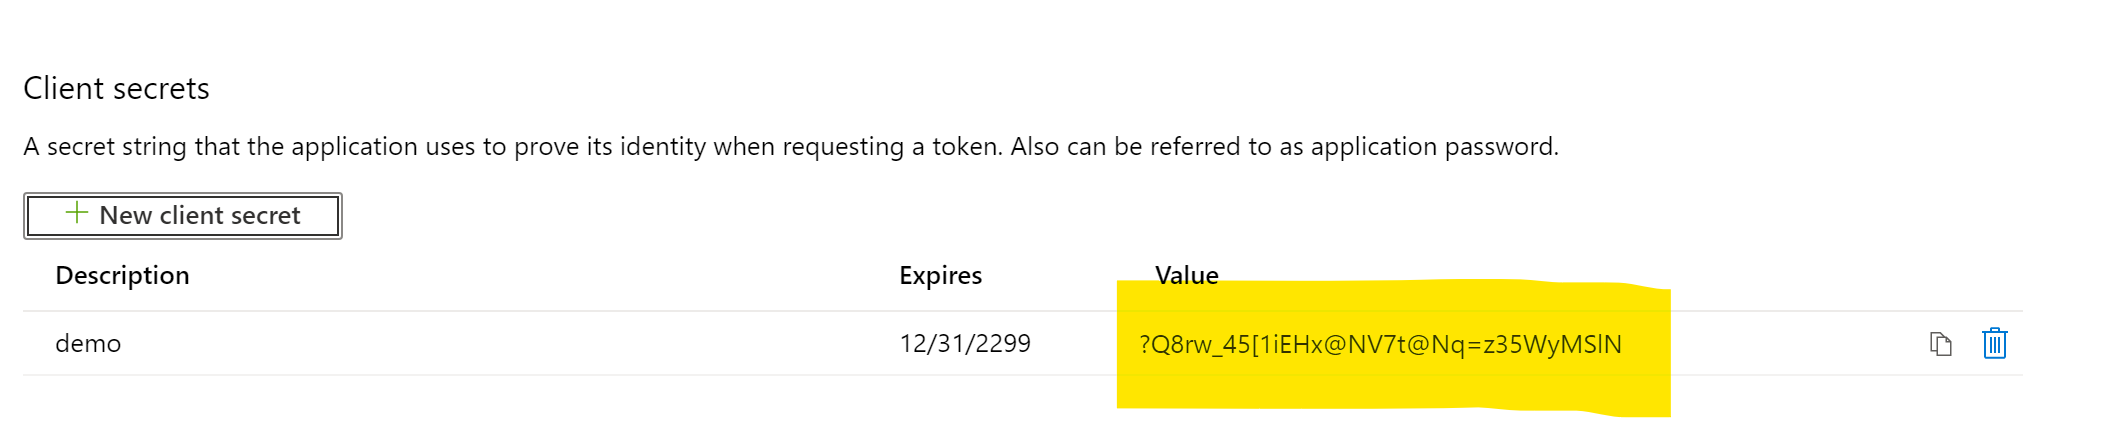 Client secrets
A secret string that the application uses to prove its identity when requesting a token. Also can be referred to as application password.
New client secret
Description Expires Value
demo 12/31/2299 ?Q8rw_45[1iEHx@NV7t@Nq=z35WyMSlN